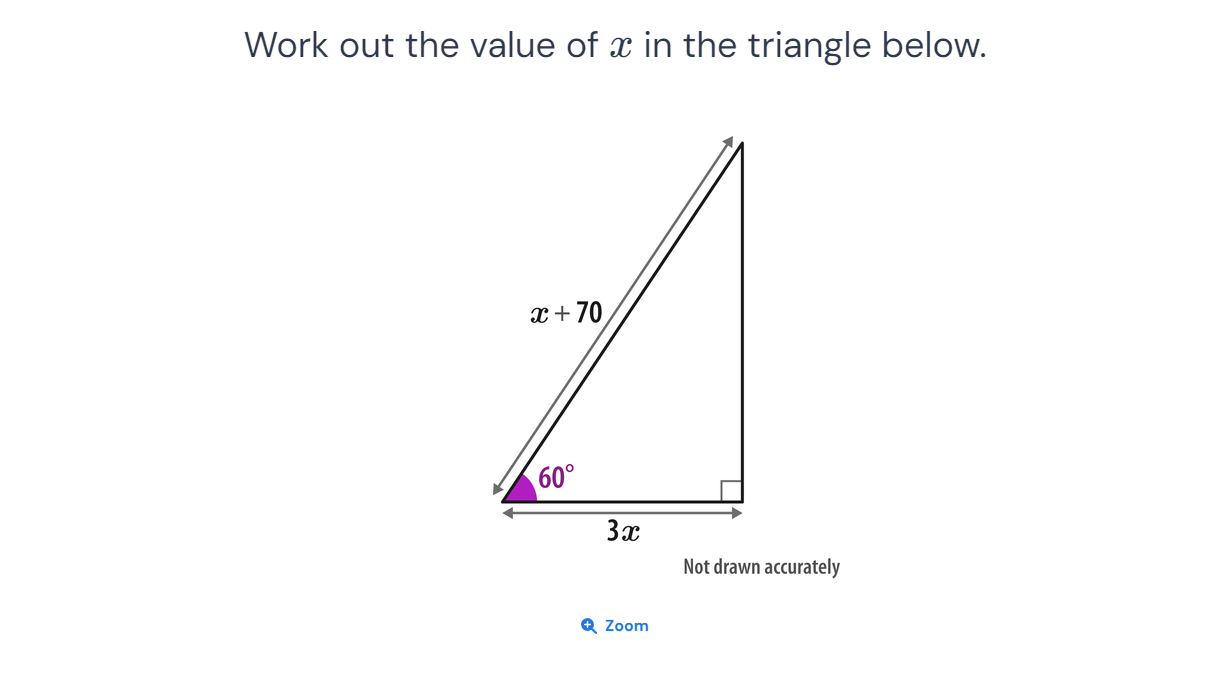 Work out the value of x in the triangle below.
x + 70
60°
3x
Not drawn accurately
Zoom